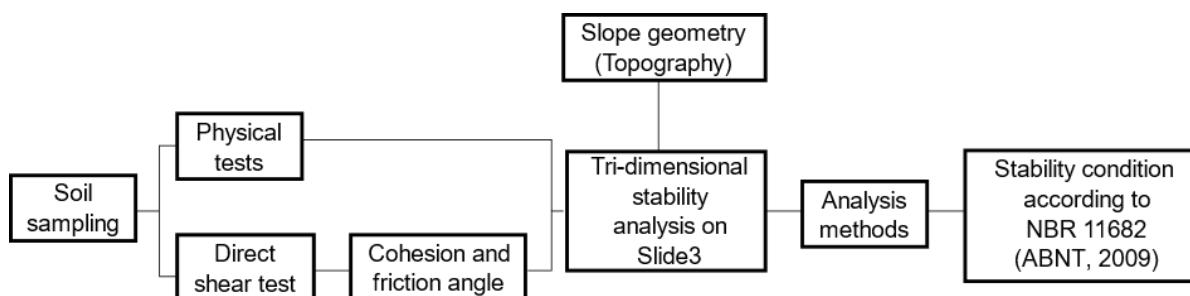 Slope geometry
(Topography)
Physical
tests
Soil
sampling
Direct
shear test
Cohesion and
friction angle
Tri-dimensional
stability
analysis on
Slide3
Analysis
methods
Stability condition
according to
NBR 11682
(ABNT, 2009)